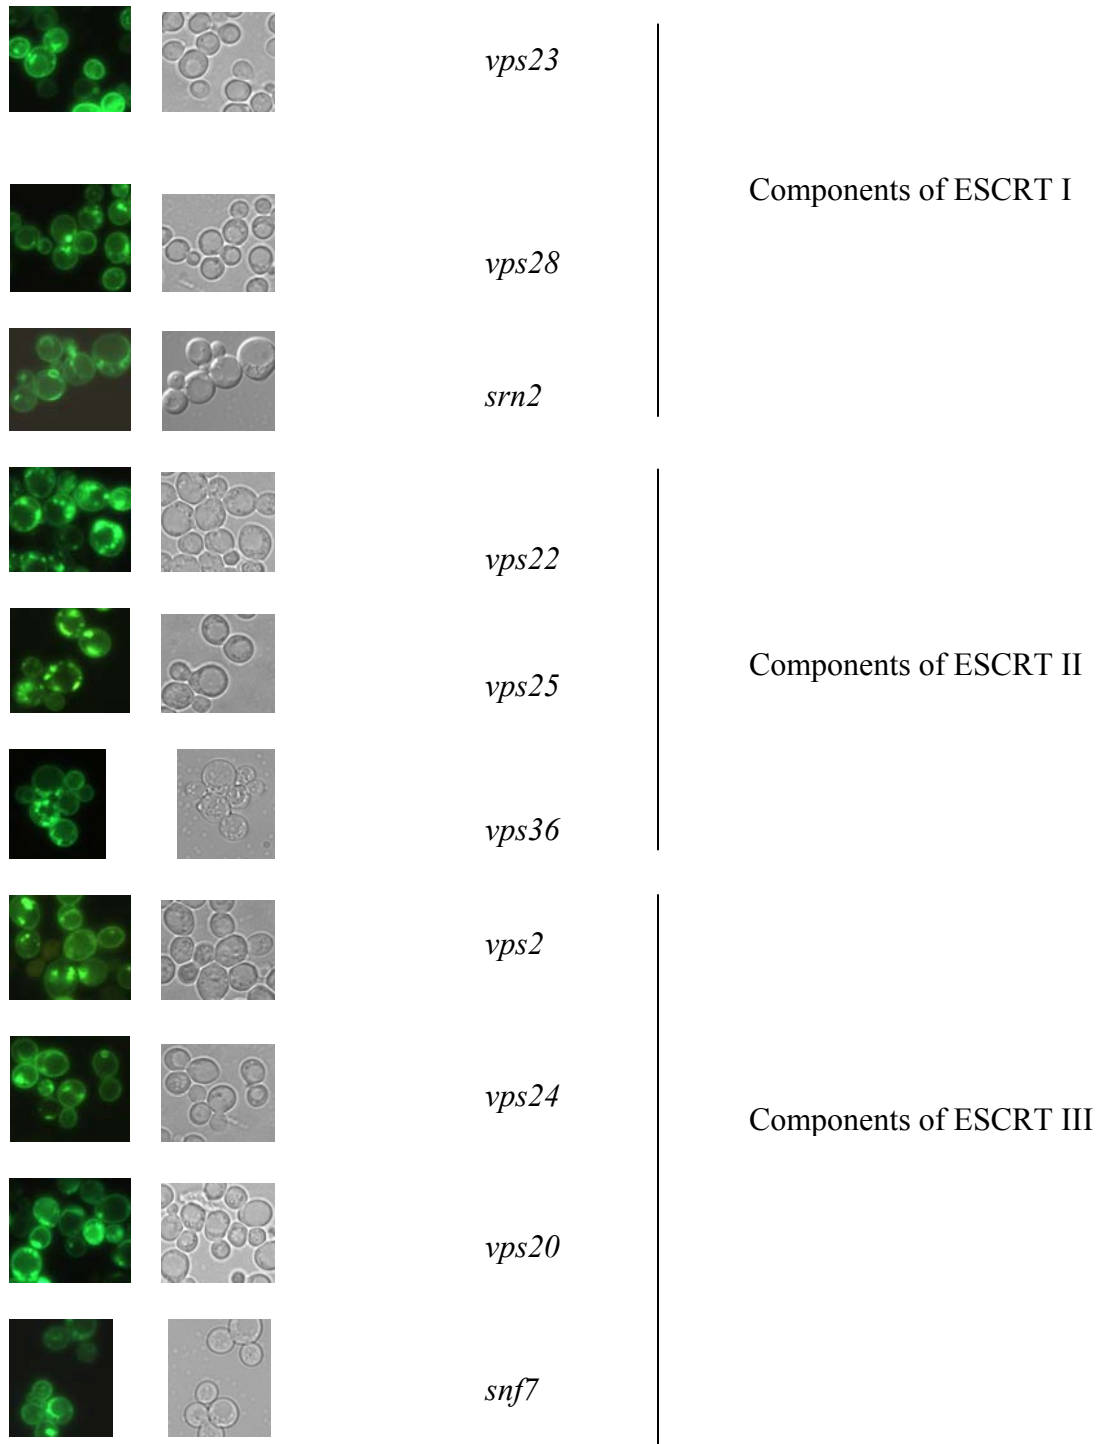 vps23
Components of ESCRT I
vps28
srn2
vps22
Components of ESCRT II
vps25
vps36
vps2
vps24
Components of ESCRT III
vps20
snf7